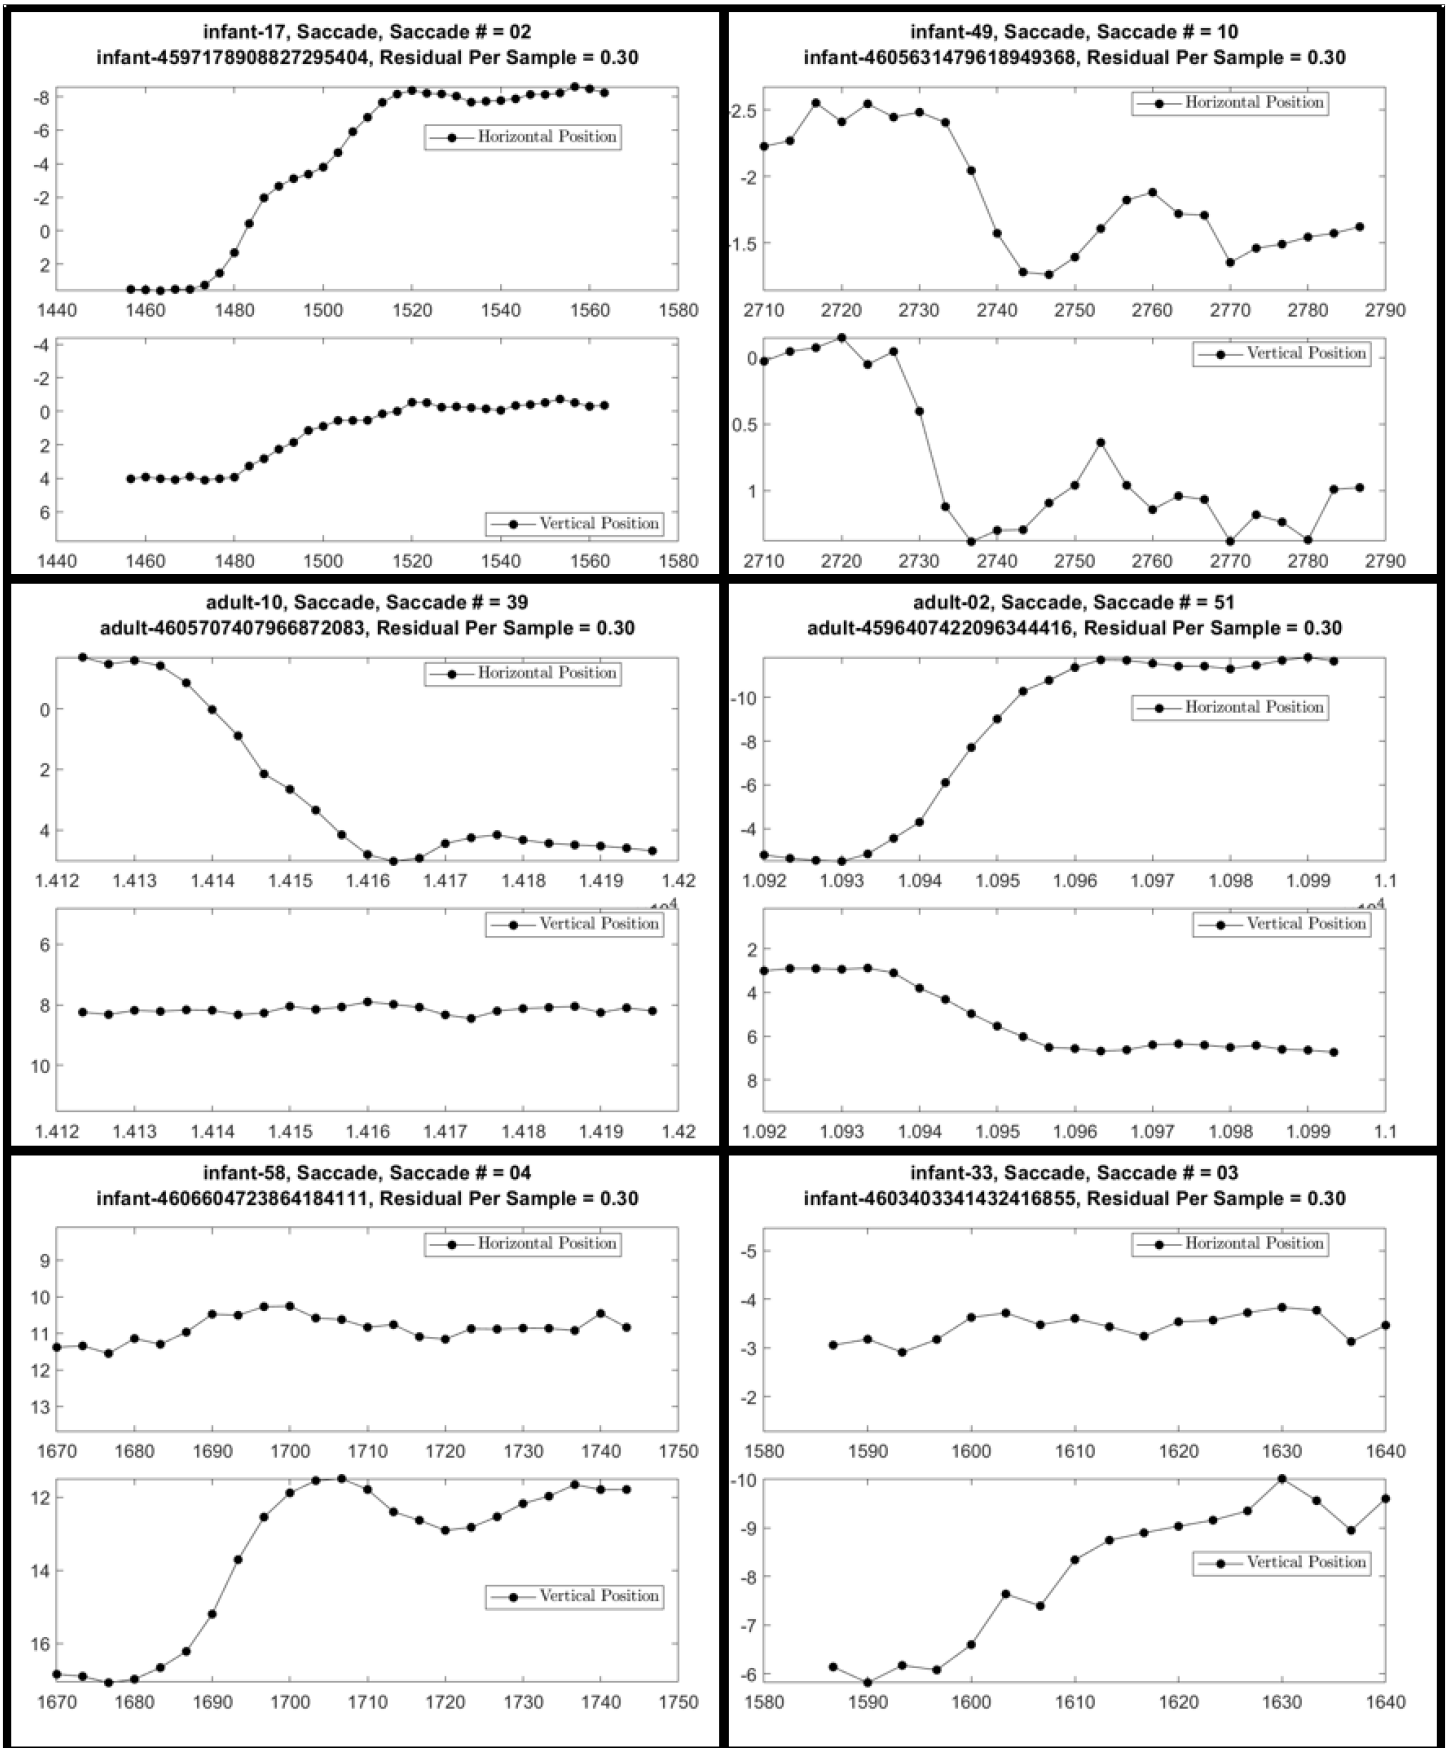 infant-17, Saccade, Saccade # = 02
infant-4597178908827295404, Residual Per Sample = 0.30
-8
-6
-4
-2
0
2
Horizontal Position
1440 1460 1480 1500 1520 1540 1560 1580
-4
-2
0
2
4
6
Vertical Position
1440 1460 1480 1500 1520 1540 1560 1580
infant-49, Saccade, Saccade # = 10
infant-4605631479618949368, Residual Per Sample = 0.30
-2.5
-2
-1.5
Horizontal Position
2710 2720 2730 2740 2750 2760 2770 2780 2790
0
0.5
1
Vertical Position
2710 2720 2730 2740 2750 2760 2770 2780 2790
adult-10, Saccade, Saccade # = 39
adult-4605707407966872083, Residual Per Sample = 0.30
0
2
4
Horizontal Position
1.412 1.413 1.414 1.415 1.416 1.417 1.418 1.419 1.42
6
8
10
Vertical Position
1.412 1.413 1.414 1.415 1.416 1.417 1.418 1.419 1.42
adult-02, Saccade, Saccade # = 51
adult-4596407422096344416, Residual Per Sample = 0.30
-10
-8
-6
-4
Horizontal Position
1.092 1.093 1.094 1.095 1.096 1.097 1.098 1.099 1.1
2
4
6
8
Vertical Position
1.092 1.093 1.094 1.095 1.096 1.097 1.098 1.099 1.1
infant-58, Saccade, Saccade # = 04
infant-4606604723864184111, Residual Per Sample = 0.30
9
10
11
12
13
Horizontal Position
1670 1680 1690 1700 1710 1720 1730 1740 1750
12
14
16
Vertical Position
1670 1680 1690 1700 1710 1720 1730 1740 1750
infant-33, Saccade, Saccade # = 03
infant-4603403341432416855, Residual Per Sample = 0.30
-5
-4
-3
-2
Horizontal Position
1580 1590 1600 1610 1620 1630 1640
-10
-9
-8
-7
-6
Vertical Position
1580 1590 1600 1610 1620 1630 1640